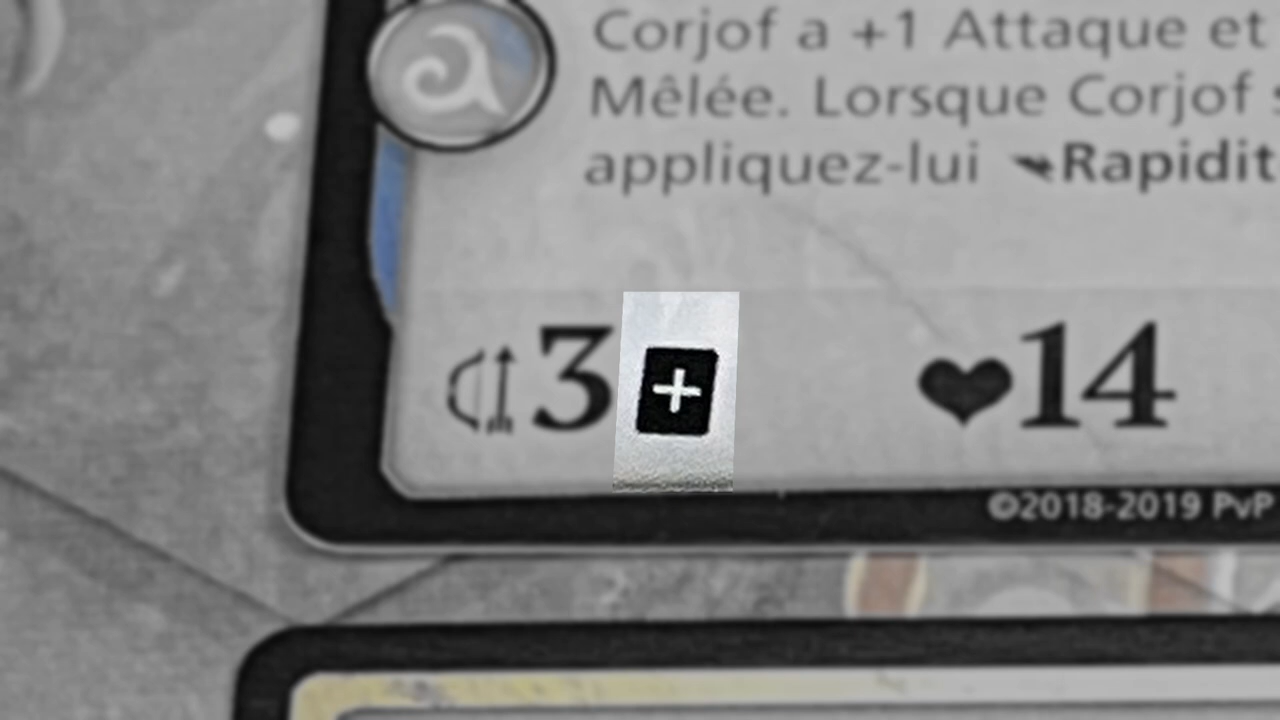 Corjof a +1 Attaque et
Mêlée. Lorsque Corjof
appliquez-lui Rapidit
3 + 14
©2018-2019 PvP